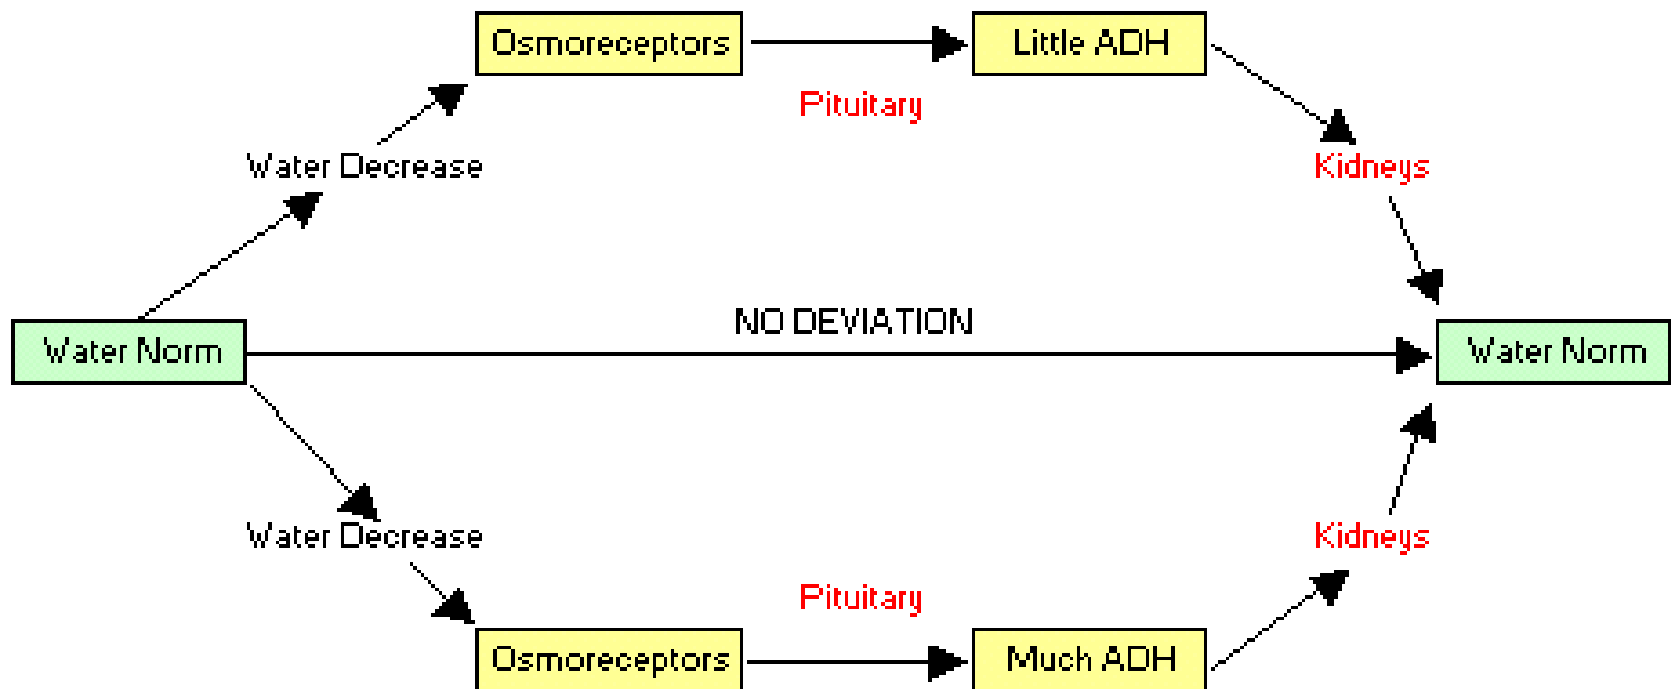 Osmoreceptors
Little ADH
Pituitary
Water Decrease
Kidneys
NO DEVIATION
Water Norm
Water Norm
Water Decrease
Kidneys
Pituitary
Osmoreceptors
Much ADH